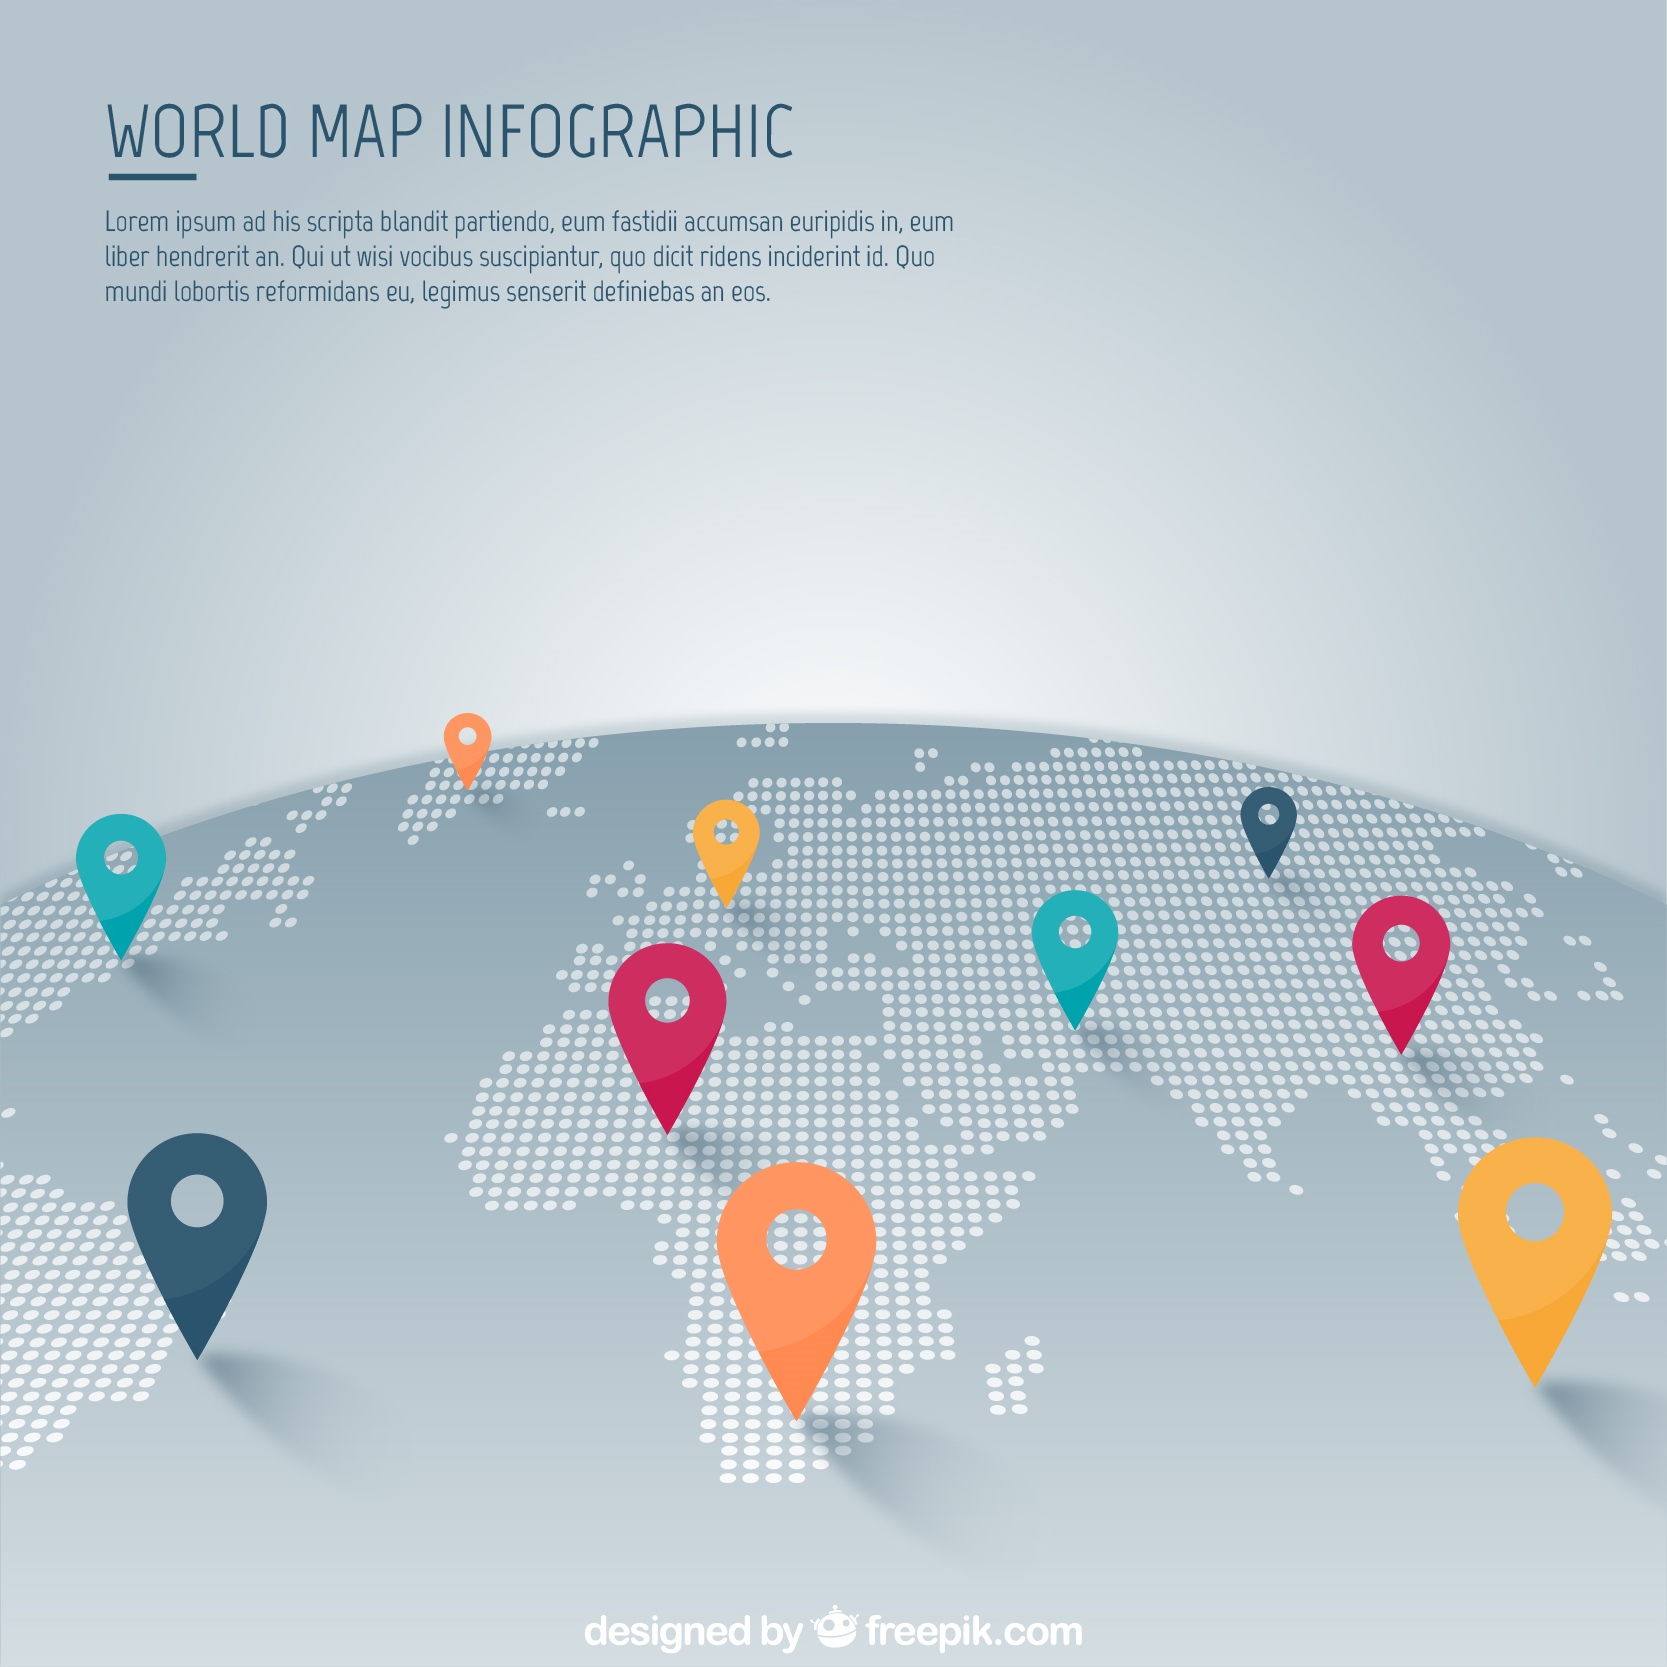 WORLD MAP INFOGRAPHIC
Lorem ipsum ad his scripta blandit partiendo, eum fastidii accumsan euripidis in, eum
liber hendrerit an. Qui ut wisi vocibus suscipiantur, quo dicit ridens inciderint id. Quo
mundi lobortis reformidans eu, legimus senserit definiebas an eos.
designed by freepik.com